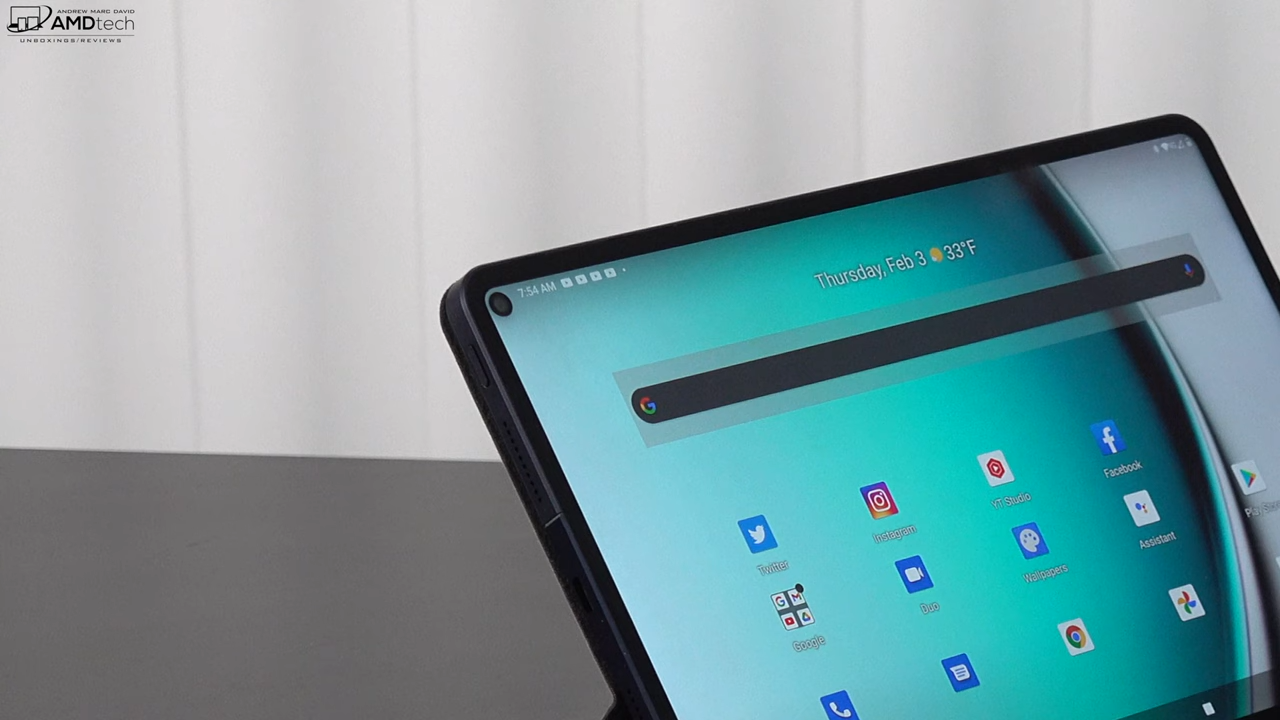 ANDREW MARC DAVID
AMDtech
UNBOXINGS/REVIEWS
7:54 AM
Thursday, Feb 3 33°F
Facebook
YT Studio
Instagram
Twitter
Assistant
Wallpapers
Duo
Google